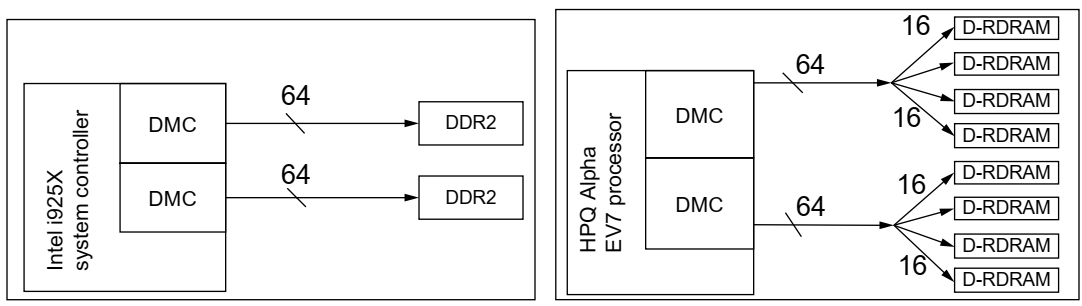 Intel i925X
system controller
DMC
64
DDR2
DMC
64
DDR2
HPQ Alpha
EV7 processor
DMC
64
16
D-RDRAM
D-RDRAM
D-RDRAM
16
D-RDRAM
DMC
64
16
D-RDRAM
D-RDRAM
D-RDRAM
16
D-RDRAM